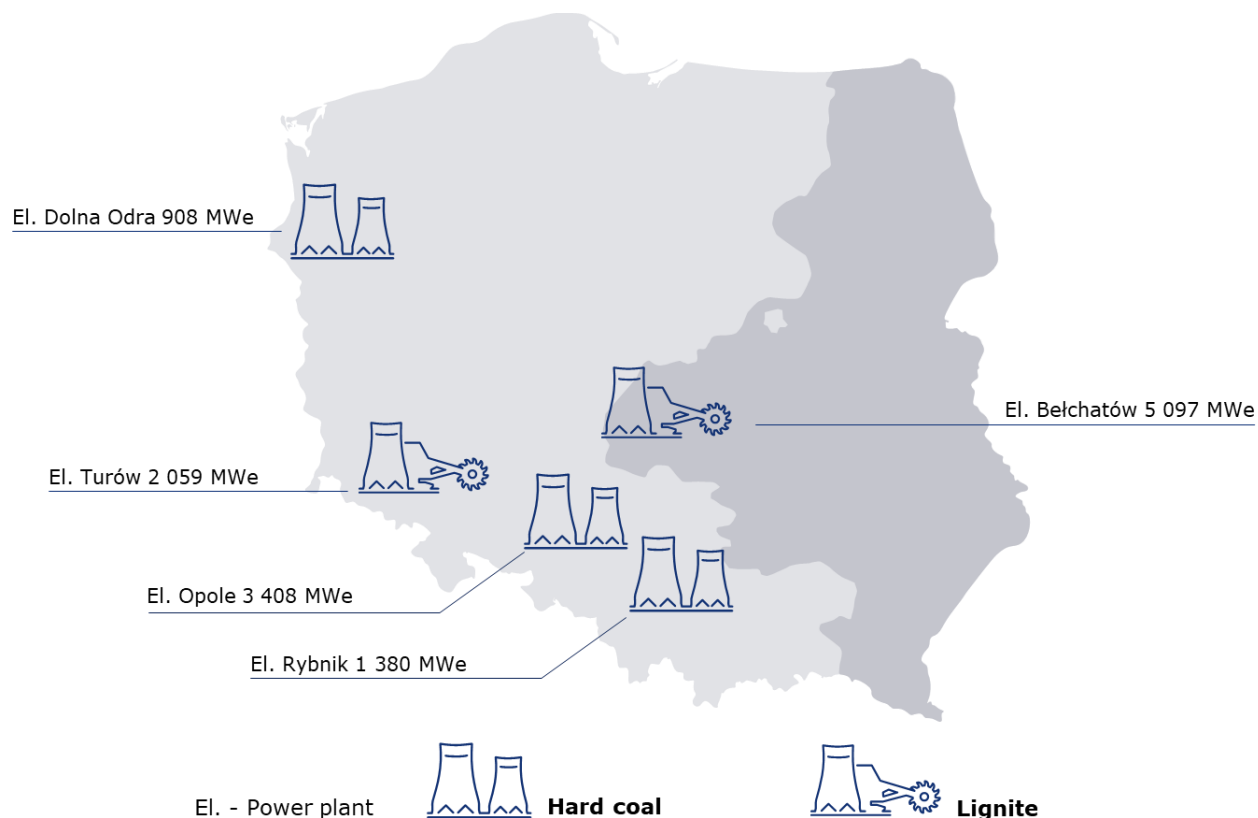 El. Dolna Odra 908 MWe
El. Bełchatów 5 097 MWe
El. Turów 2 059 MWe
El. Opole 3 408 MWe
El. Rybnik 1 380 MWe
El. - Power plant
Hard coal
Lignite